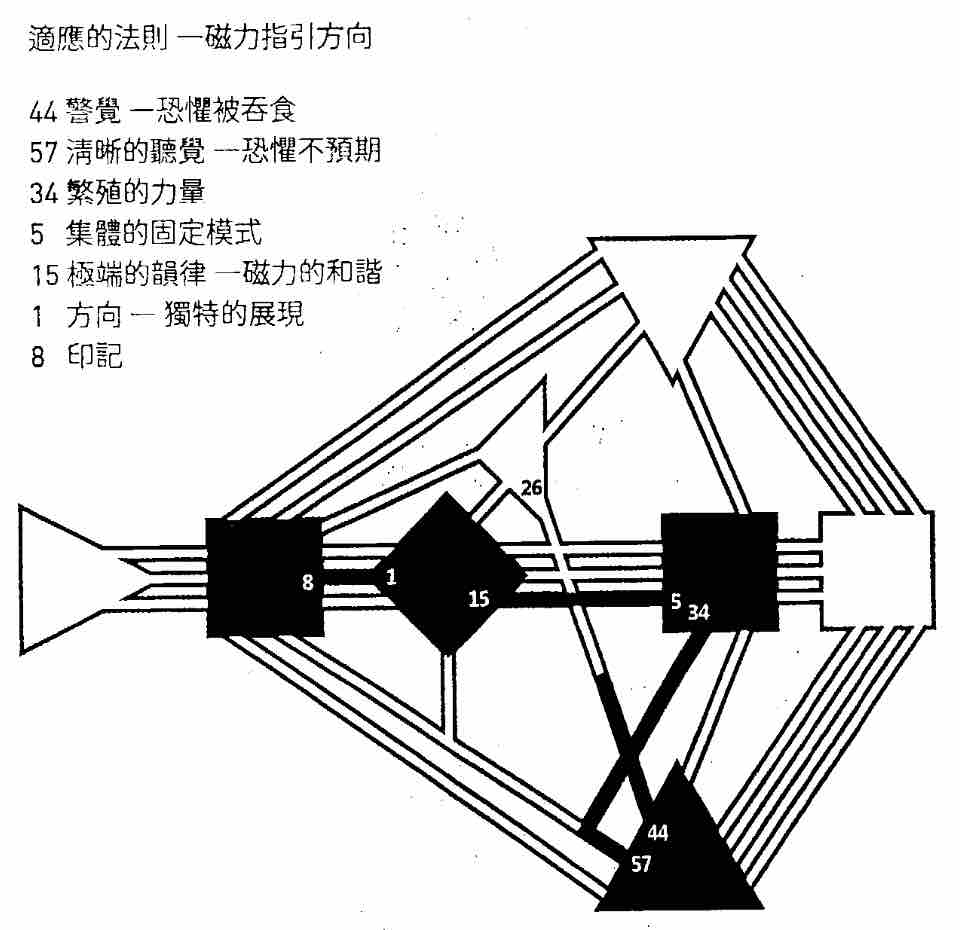 適應的法則 一磁力指引方向
44 警覺 一恐懼被吞食
57 清晰的聽覺 一恐懼不預期
34 繁殖的力量
5 集體的固定模式
15 極端的韻律 一磁力的和諧
1 方向 一 獨特的展現
8 印記
26
8
1
15
5
34
44
57